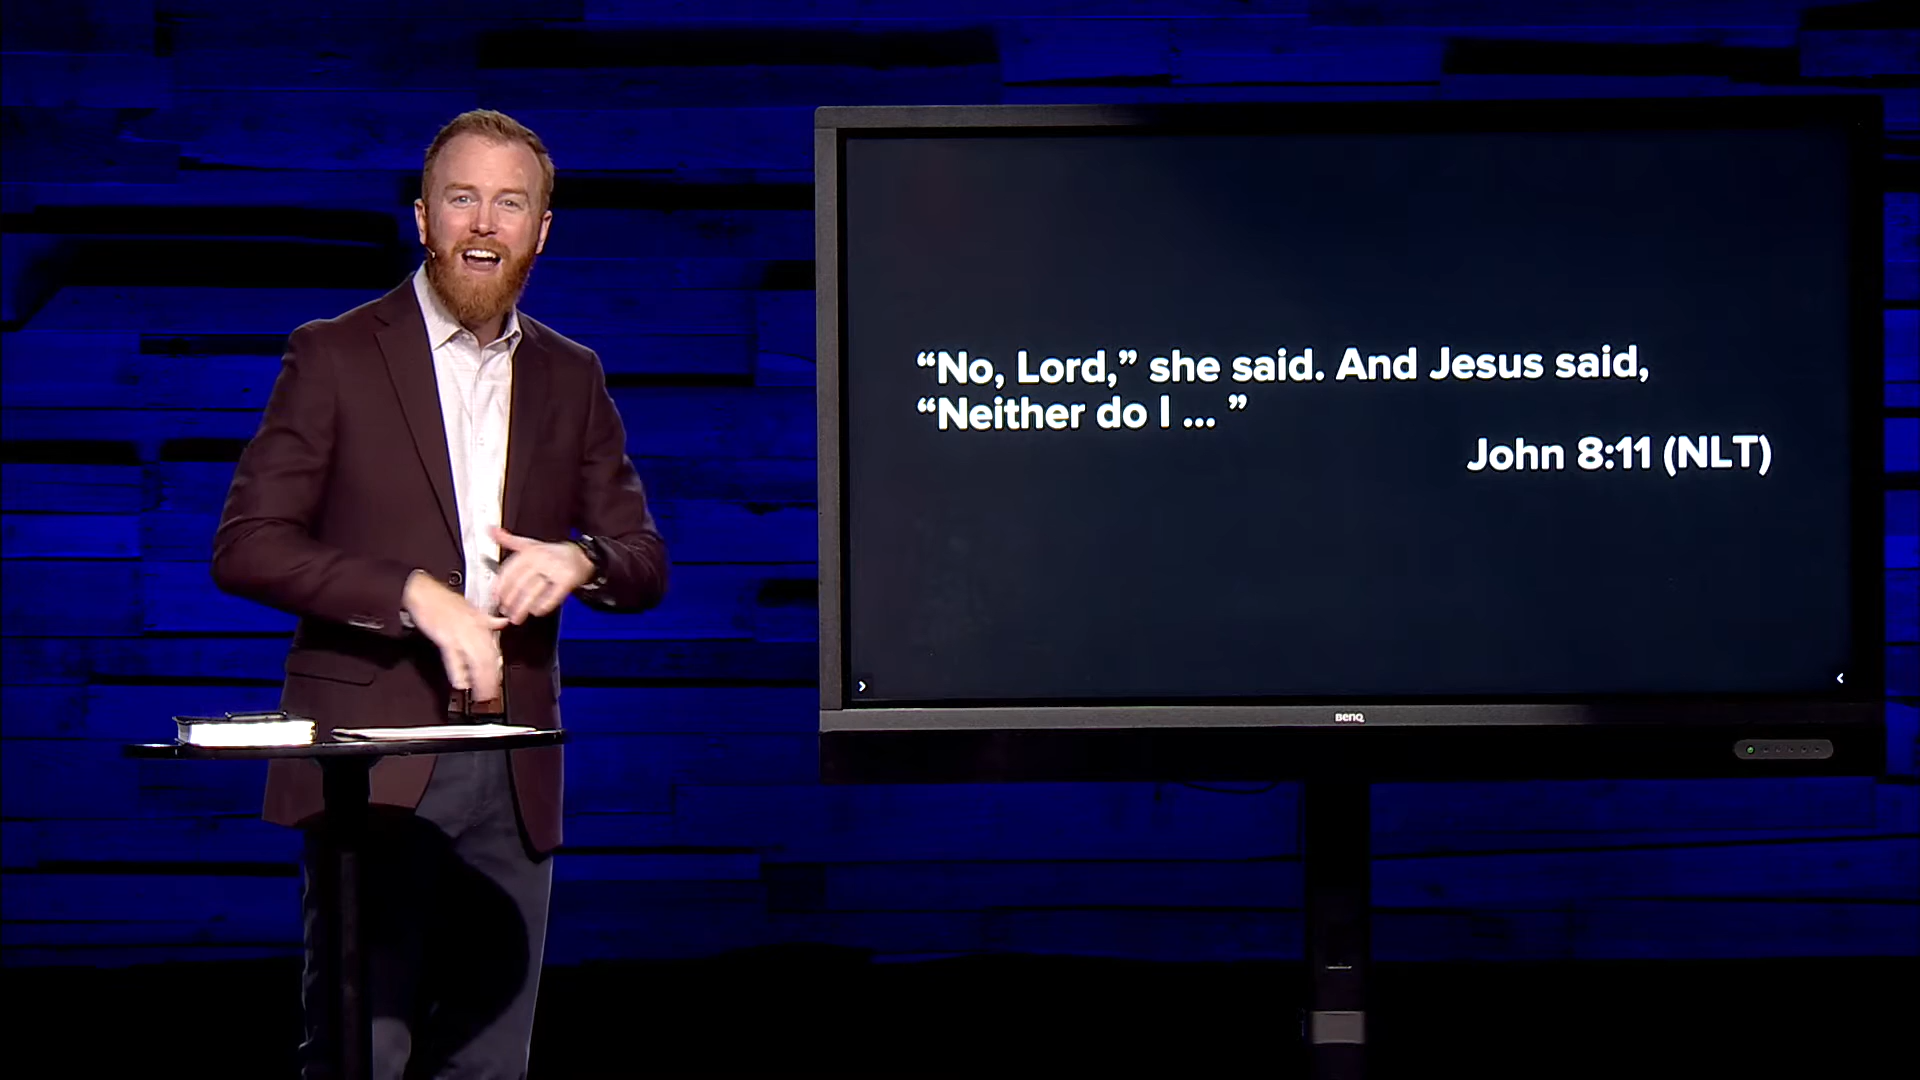 “No, Lord,” she said. And Jesus said,
“Neither do I ... ”
John 8:11 (NLT)
BenQ